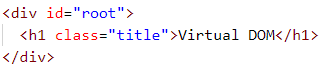 <div id="root">
  <h1 class="title">Virtual DOM</h1>
</div>